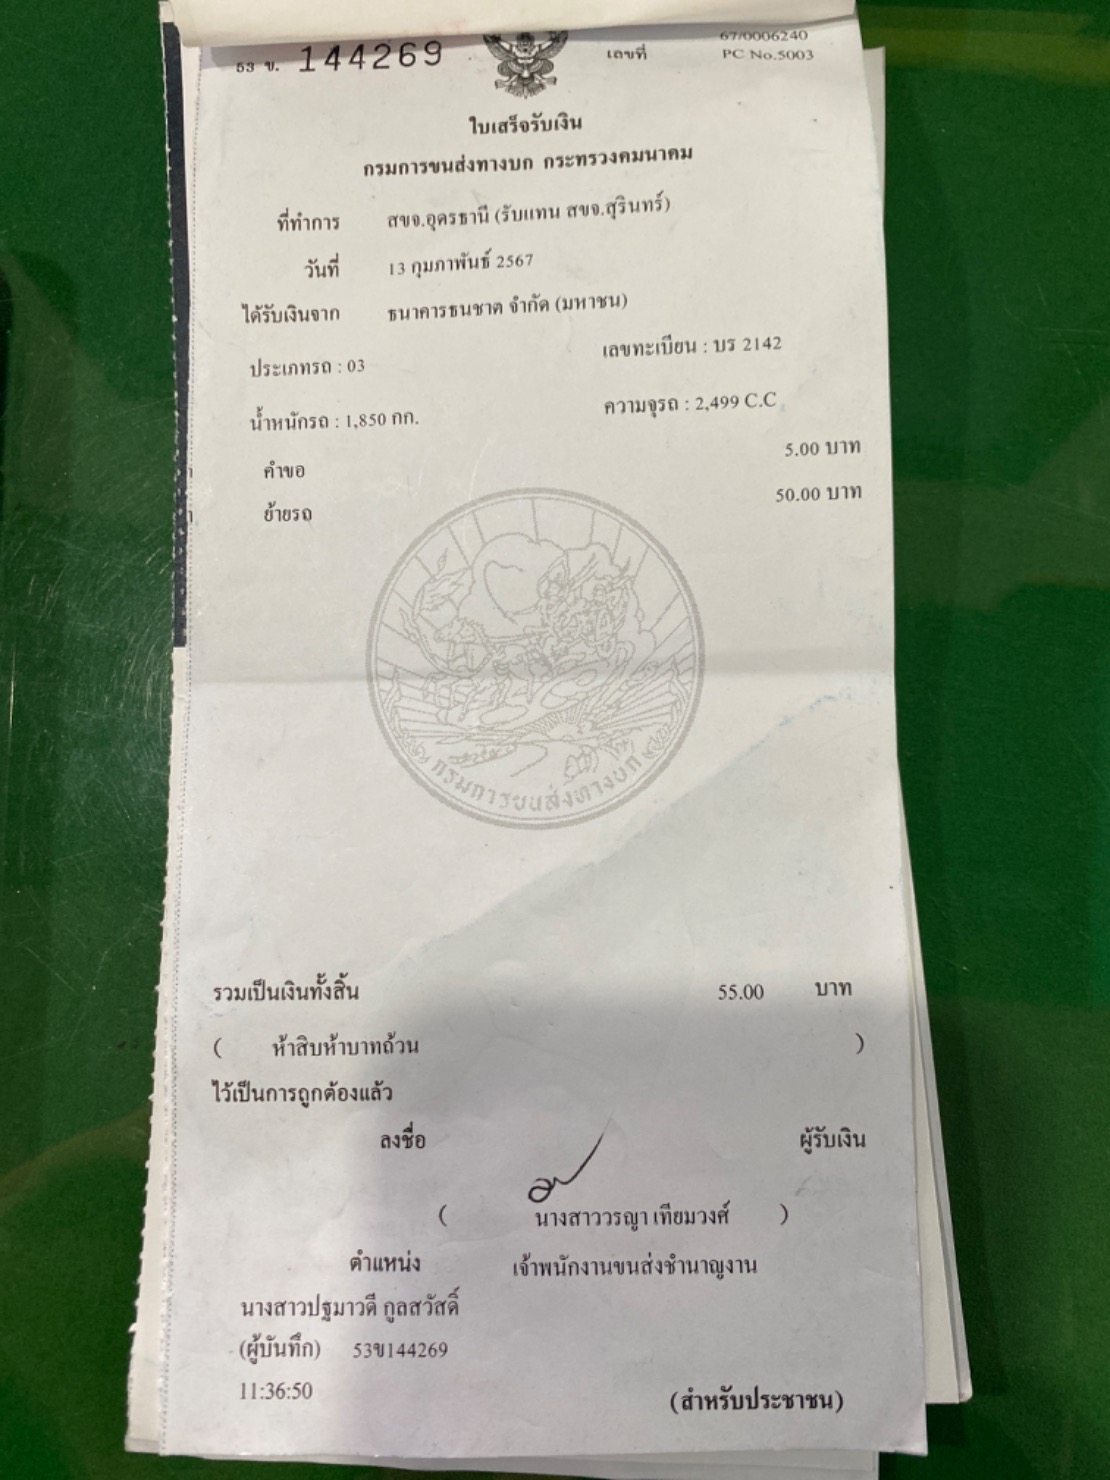 53 ข. 144269 เลขที่ 67/0006240
PC No.5003
ใบเสร็จรับเงิน
กรมการขนส่งทางบก กระทรวงคมนาคม
ที่ทำการ สขจ.อุดรธานี (รับแทน สขจ.สุรินทร์)
วันที่ 13 กุมภาพันธ์ 2567
ได้รับเงินจาก ธนาคารธนชาต จำกัด (มหาชน)
ประเภทรถ : 03 เลขทะเบียน : บร 2142
น้ำหนักรถ : 1,850 กก. ความจุรถ : 2,499 C.C
คำขอ 5.00 บาท
ย้ายรถ 50.00 บาท
กรมการขนส่งทางบก
รวมเป็นเงินทั้งสิ้น 55.00 บาท
( ห้าสิบห้าบาทถ้วน )
ไว้เป็นการถูกต้องแล้ว
ลงชื่อ ผู้รับเงิน
( นางสาววรญา เทียมวงศ์ )
ตำแหน่ง เจ้าพนักงานขนส่งชำนาญงาน
นางสาวปฐมาวดี กูลสวัสดิ์
(ผู้บันทึก) 53ข144269
11:36:50
(สำหรับประชาชน)